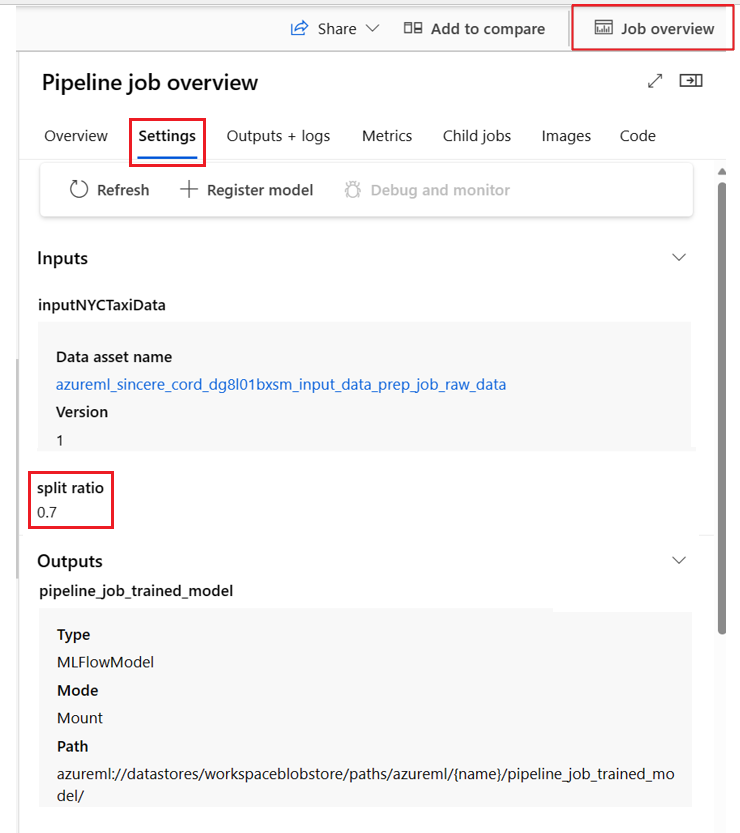 Share
Add to compare
Job overview
Pipeline job overview
Overview
Settings
Outputs + logs
Metrics
Child jobs
Images
Code
Refresh
Register model
Debug and monitor
Inputs
inputNYCTaxiData
Data asset name
azureml_sincere_cord_dg8l01bxsm_input_data_prep_job_raw_data
Version
1
split ratio
0.7
Outputs
pipeline_job_trained_model
Type
MLFlowModel
Mode
Mount
Path
azureml://datastores/workspaceblobstore/paths/azureml/{name}/pipeline_job_trained_mo
del/